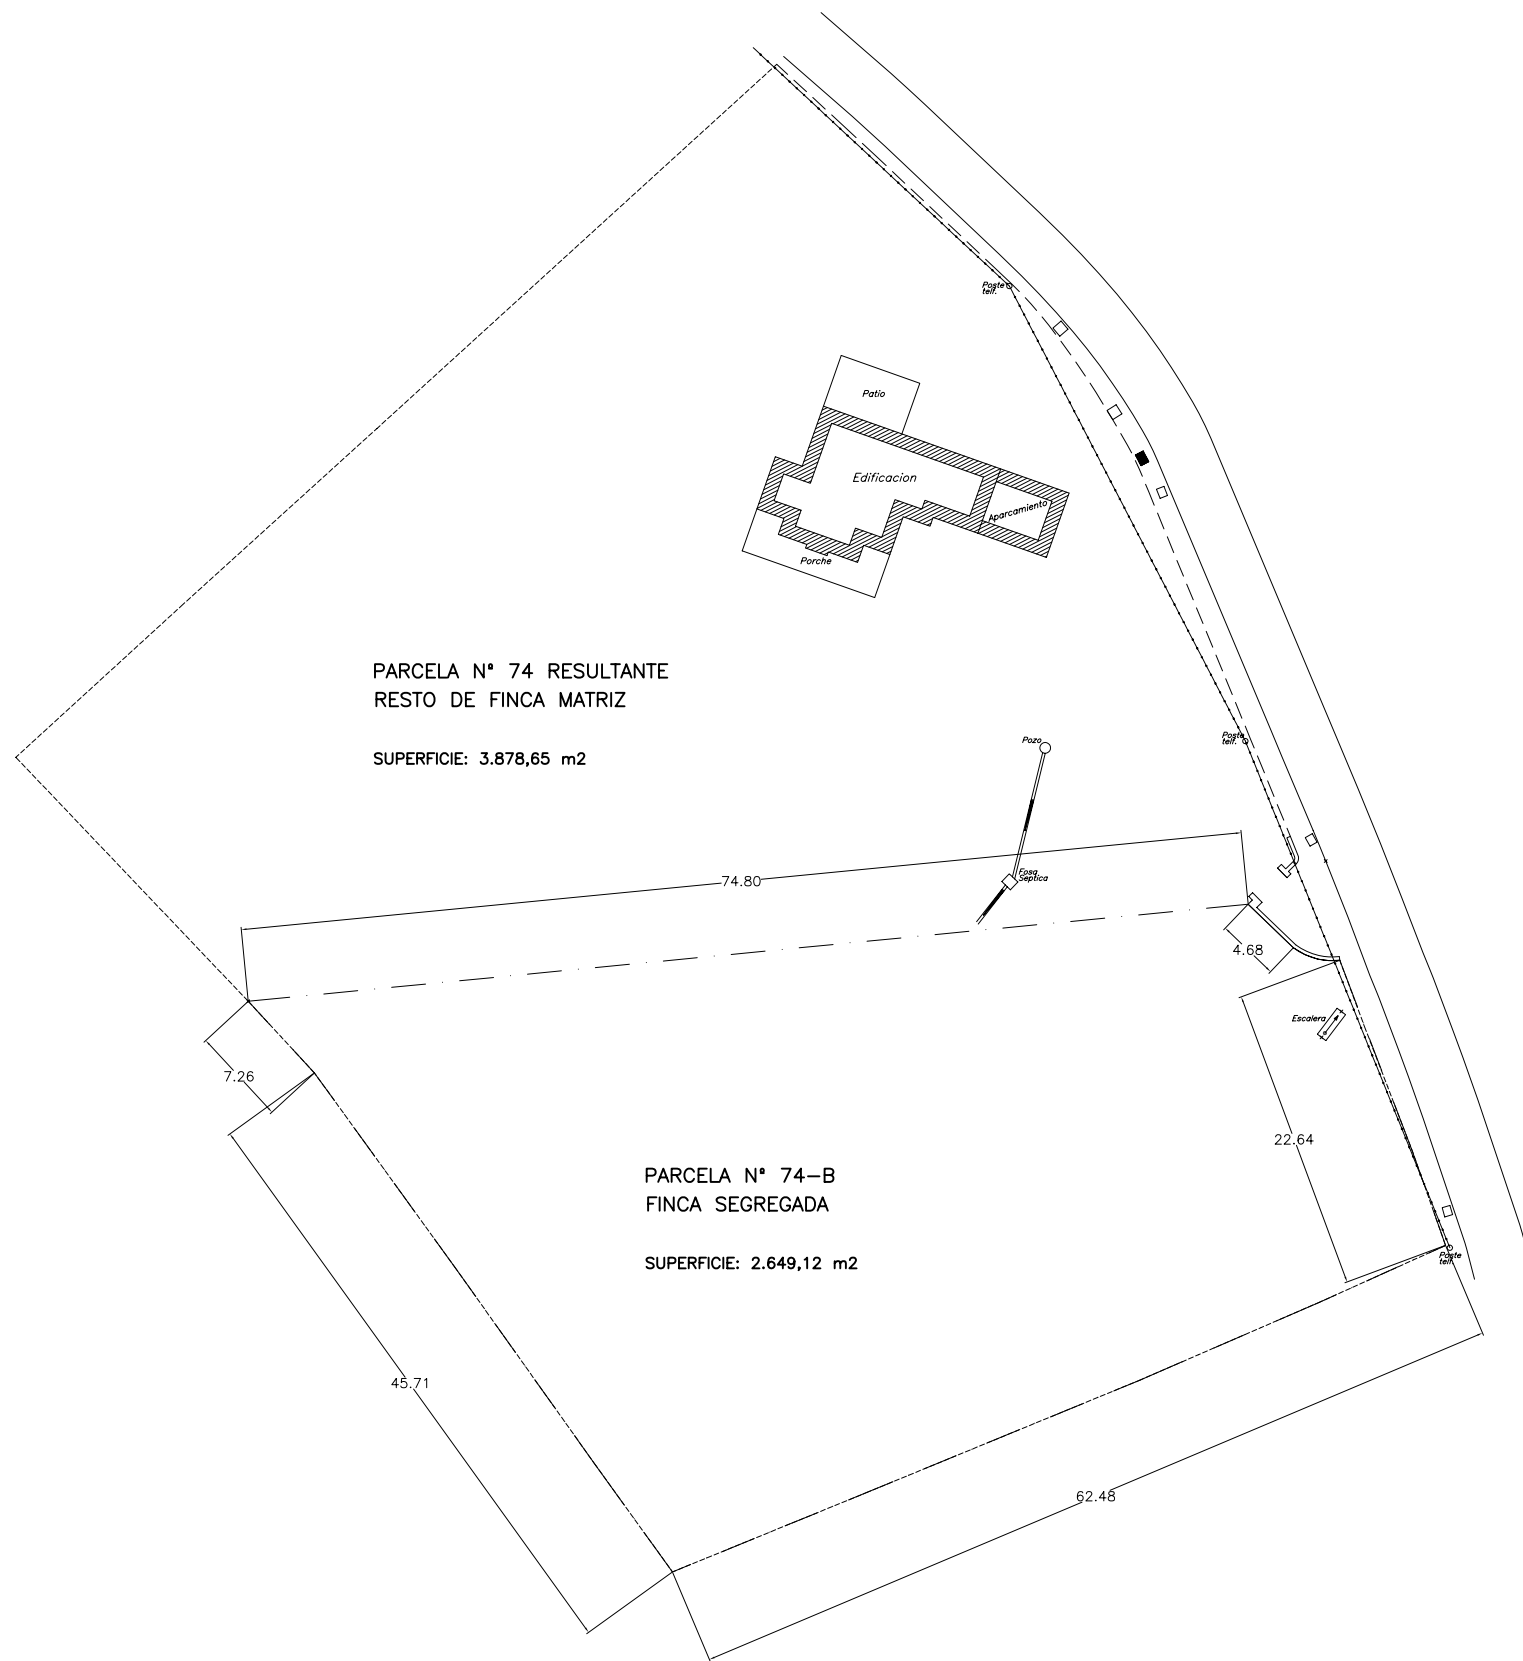 Poste
telf.
Patio
Edificacion
Aparcamiento
Porche
PARCELA Nº 74 RESULTANTE
RESTO DE FINCA MATRIZ
SUPERFICIE: 3.878,65 m2
Poste
telf.
Pozo
74.80
Fosa
Septica
4.68
Escalera
7.26
22.64
PARCELA Nº 74-B
FINCA SEGREGADA
SUPERFICIE: 2.649,12 m2
Poste
telf.
45.71
62.48